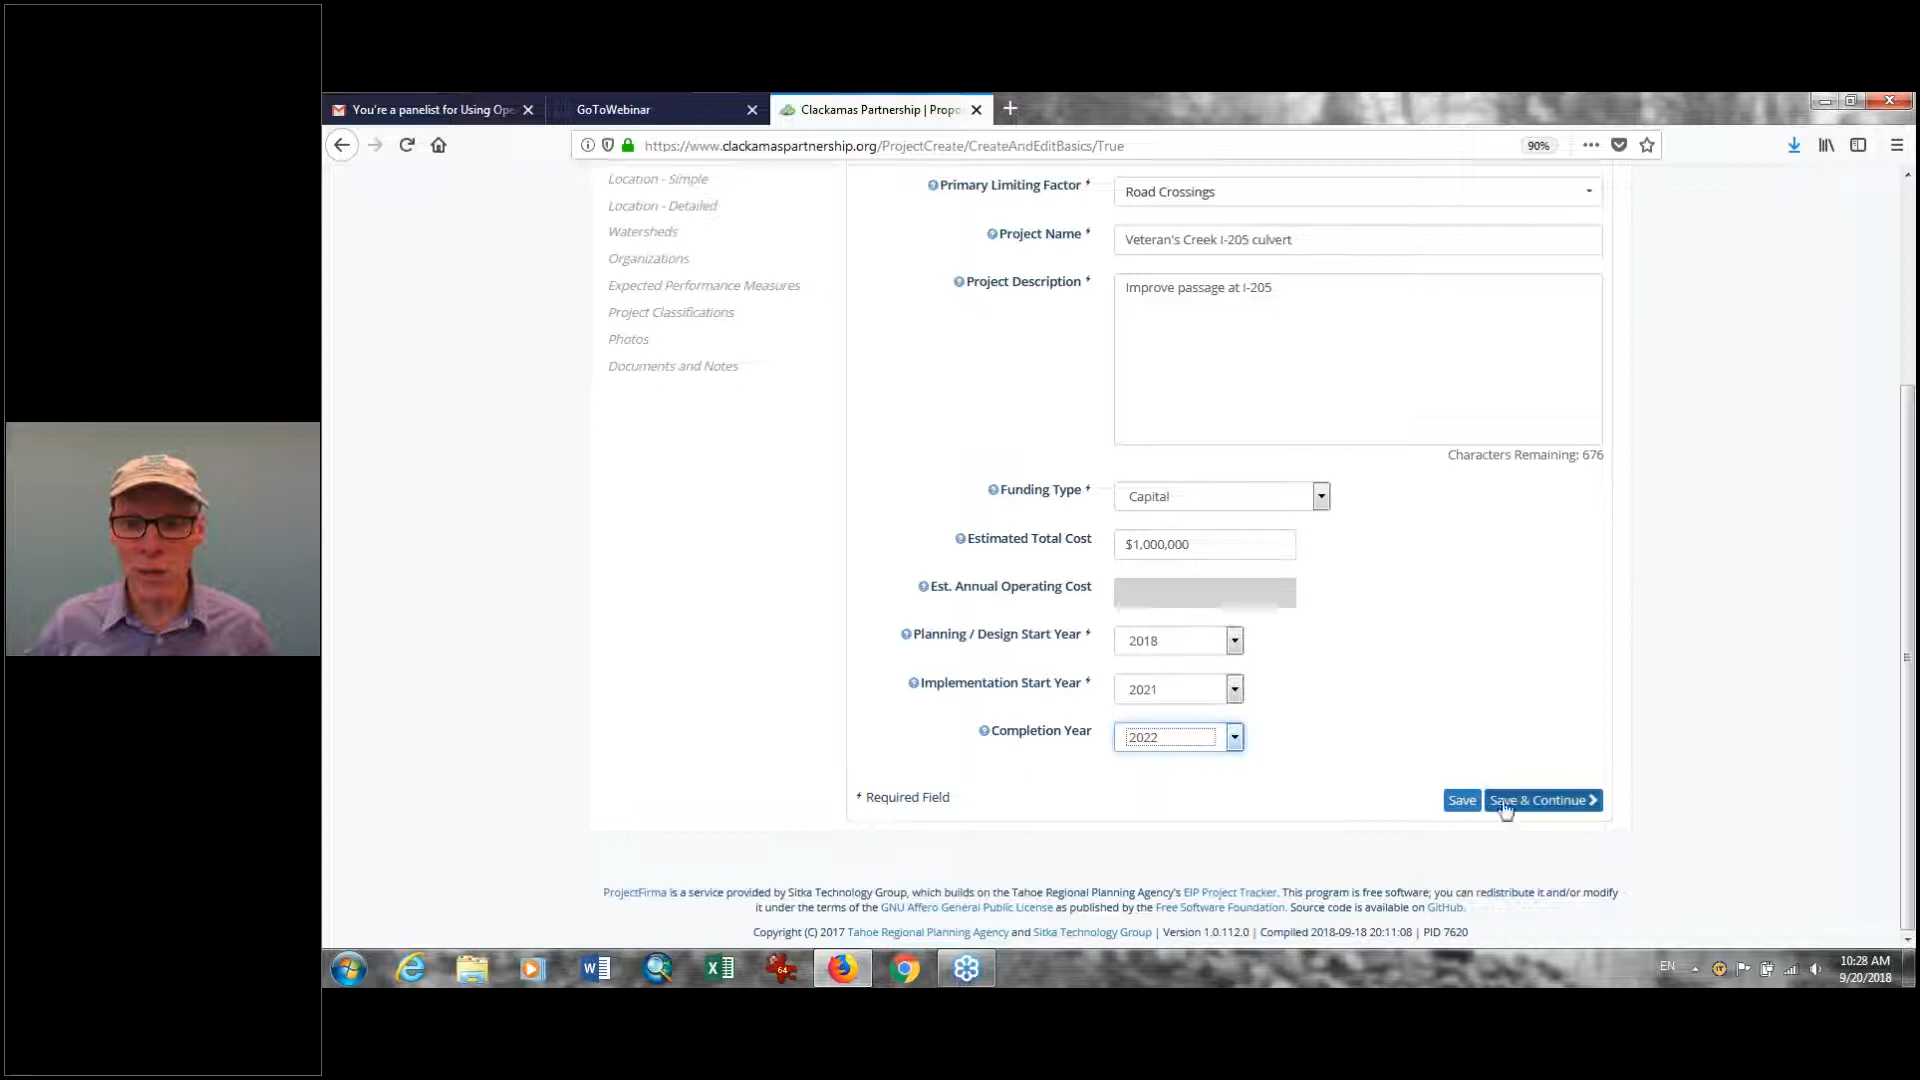 You're a panelist for Using Ope
GoToWebinar
Clackamas Partnership | Propo
https://www.clackamaspartnership.org/ProjectCreate/CreateAndEditBasics/True
90%
Location - Simple
Location - Detailed
Watersheds
Organizations
Expected Performance Measures
Project Classifications
Photos
Documents and Notes
Primary Limiting Factor
Road Crossings
Project Name
Veteran's Creek I-205 culvert
Project Description
Improve passage at I-205
Characters Remaining: 676
Funding Type
Capital
Estimated Total Cost
$1,000,000
Est. Annual Operating Cost
Planning / Design Start Year
2018
Implementation Start Year
2021
Completion Year
2022
Required Field
Save
Save & Continue
ProjectFirma is a service provided by Sitka Technology Group, which builds on the Tahoe Regional Planning Agency's EIP Project Tracker. This program is free software; you can redistribute it and/or modify
it under the terms of the GNU Affero General Public License as published by the Free Software Foundation. Source code is available on GitHub.
Copyright (C) 2017 Tahoe Regional Planning Agency and Sitka Technology Group | Version 1.0.112.0 | Compiled 2018-09-18 20:11:08 | PID 7620
64
EN
10:28 AM
9/20/2018